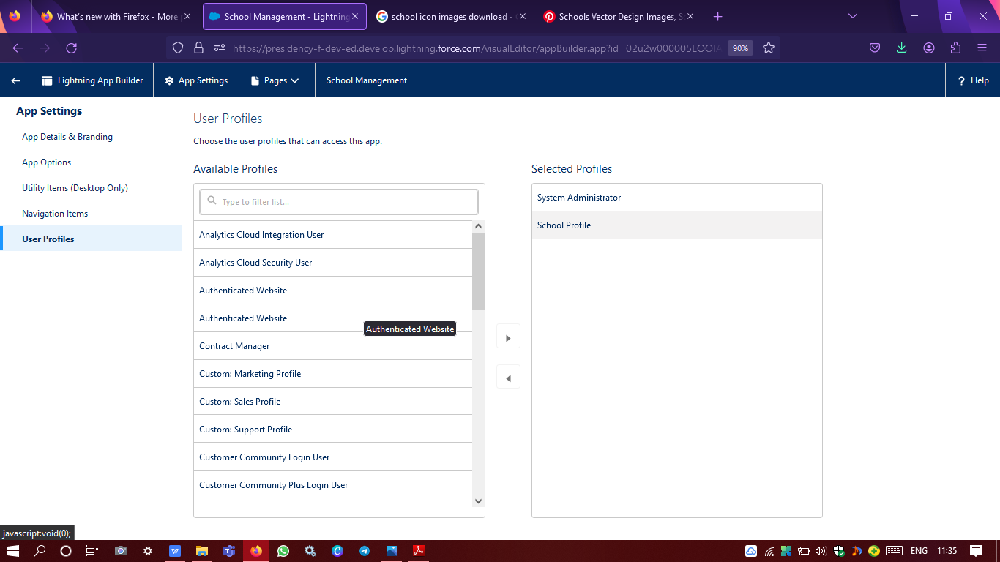 What's new with Firefox - More
School Management - Lightning
school icon images download -
Schools Vector Design Images, S
https://presidency-f-dev-ed.develop.lightning.force.com/visualEditor/appBuilder.app?id=02u2w000005EOOIA
90%
Lightning App Builder
App Settings
Pages
School Management
? Help
App Settings
App Details & Branding
App Options
Utility Items (Desktop Only)
Navigation Items
User Profiles
User Profiles
Choose the user profiles that can access this app.
Available Profiles
Type to filter list...
Analytics Cloud Integration User
Analytics Cloud Security User
Authenticated Website
Authenticated Website
Authenticated Website
Contract Manager
Custom: Marketing Profile
Custom: Sales Profile
Custom: Support Profile
Customer Community Login User
Customer Community Plus Login User
Selected Profiles
System Administrator
School Profile
javascript:void(0);
ENG
11:35